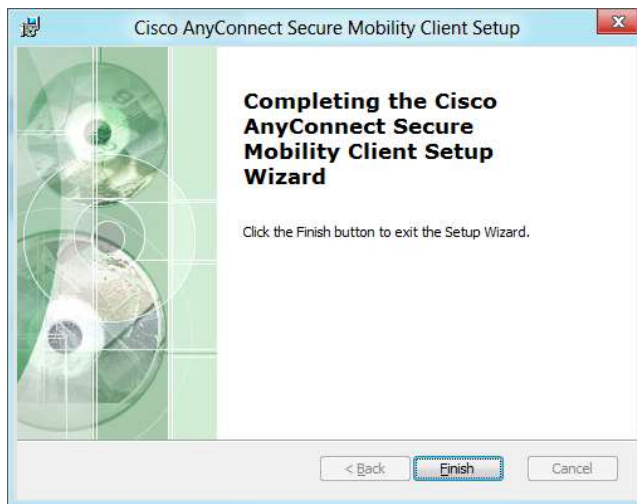 Cisco AnyConnect Secure Mobility Client Setup
x
Completing the Cisco
AnyConnect Secure
Mobility Client Setup
Wizard
Click the Finish button to exit the Setup Wizard.
< Back
Finish
Cancel